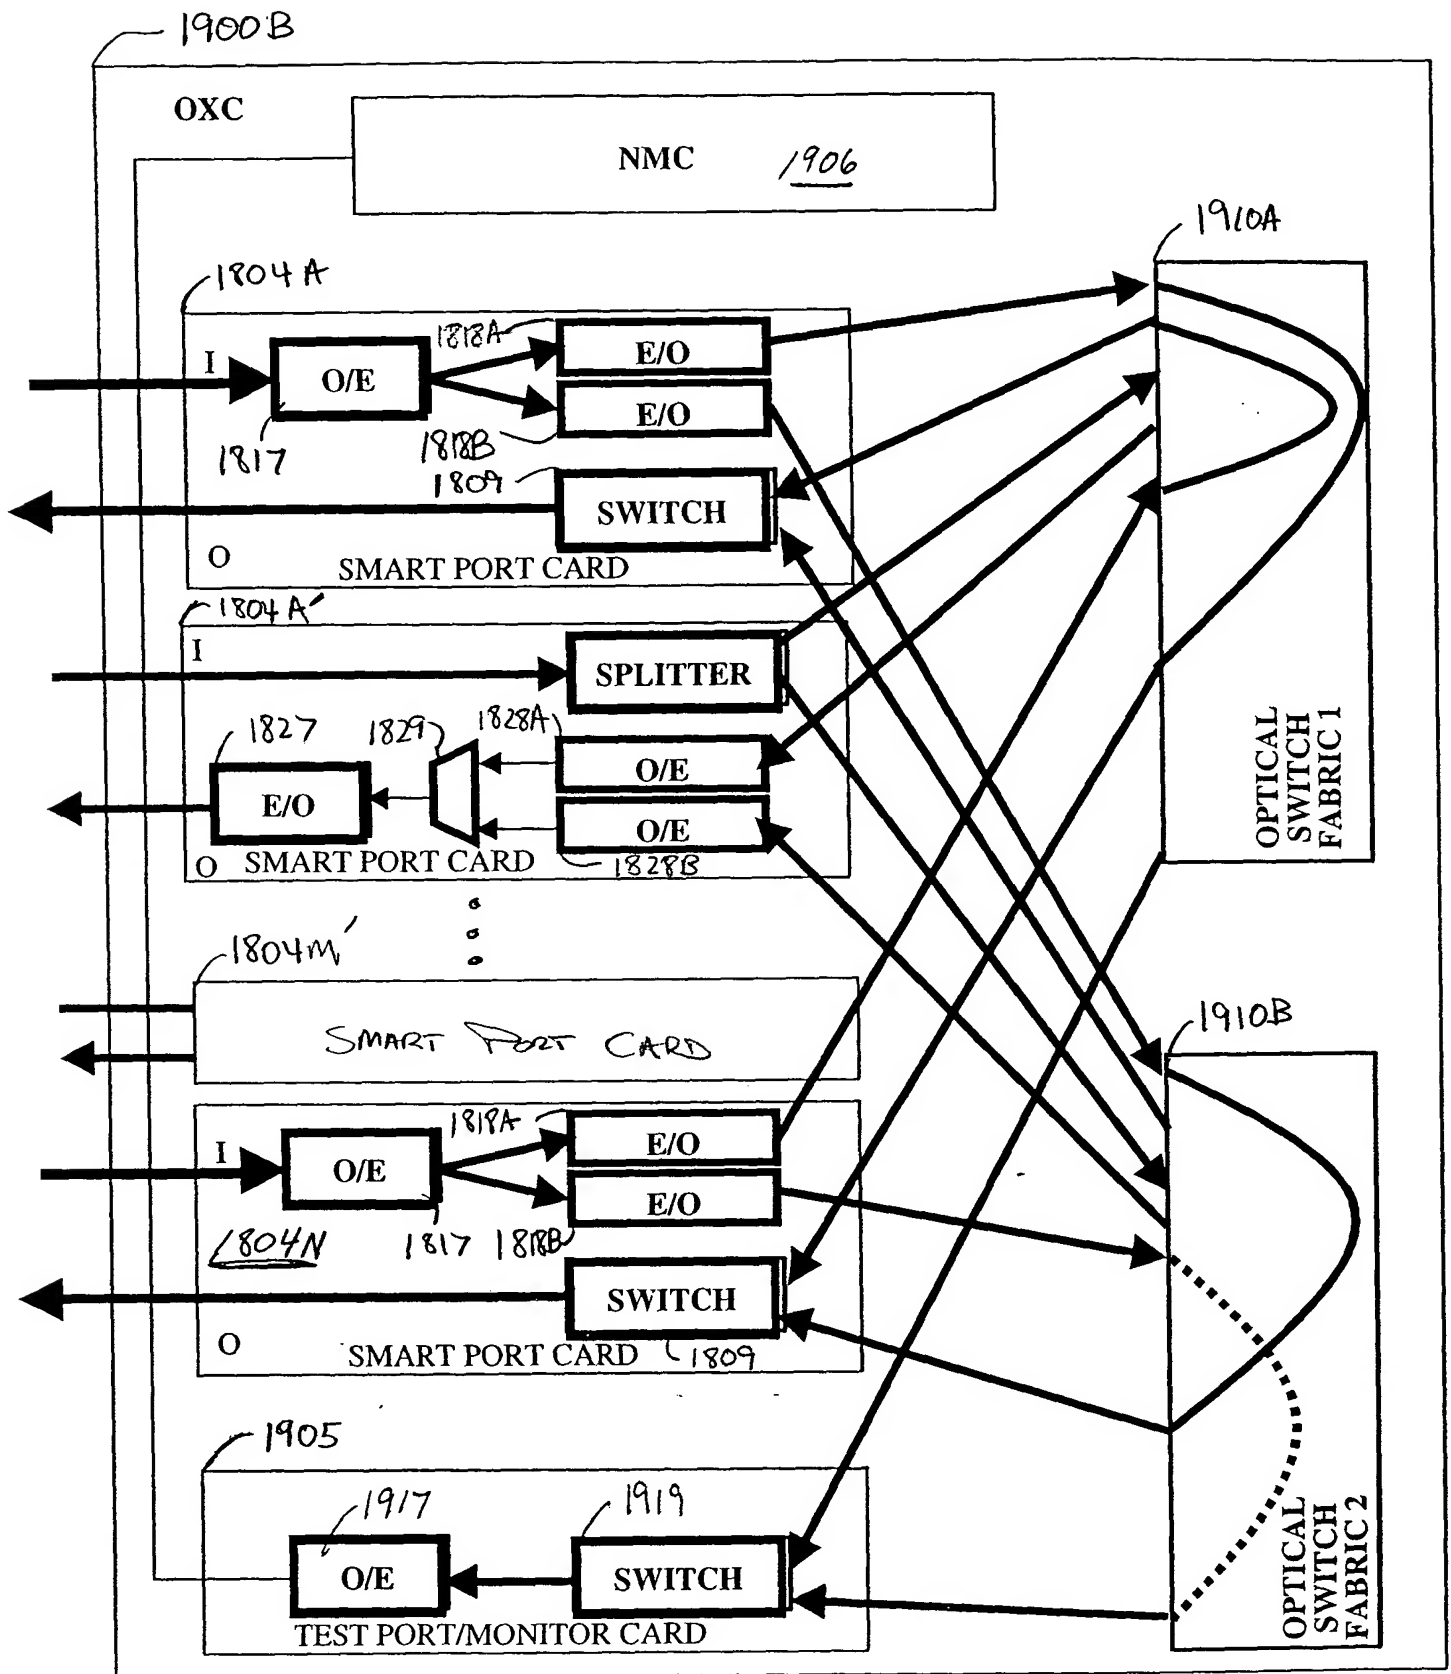 1900B
OXC
NMC 1906
1910A
1804A
1818A
I
O/E
E/O
E/O
1817
1818B
1809
SWITCH
O
SMART PORT CARD
1804A'
I
SPLITTER
1827
1829
1828A
E/O
O/E
O/E
O SMART PORT CARD
1828B
OPTICAL
SWITCH
FABRIC 1
1804M'
SMART PORT CARD
1910B
1818A
I
O/E
E/O
E/O
1804N
1817
1818B
SWITCH
O
SMART PORT CARD
1809
1905
1917
1919
O/E
SWITCH
TEST PORT/MONITOR CARD
OPTICAL
SWITCH
FABRIC 2